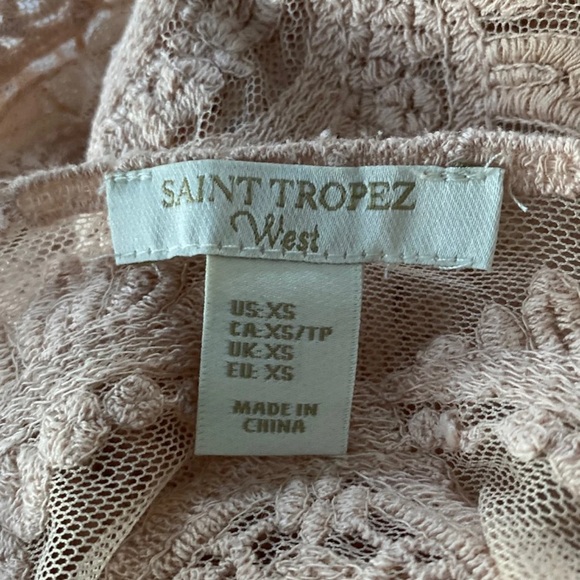 SAINT TROPEZ
West
US: XS
CA: XS/TP
UK: XS
EU: XS
MADE IN
CHINA